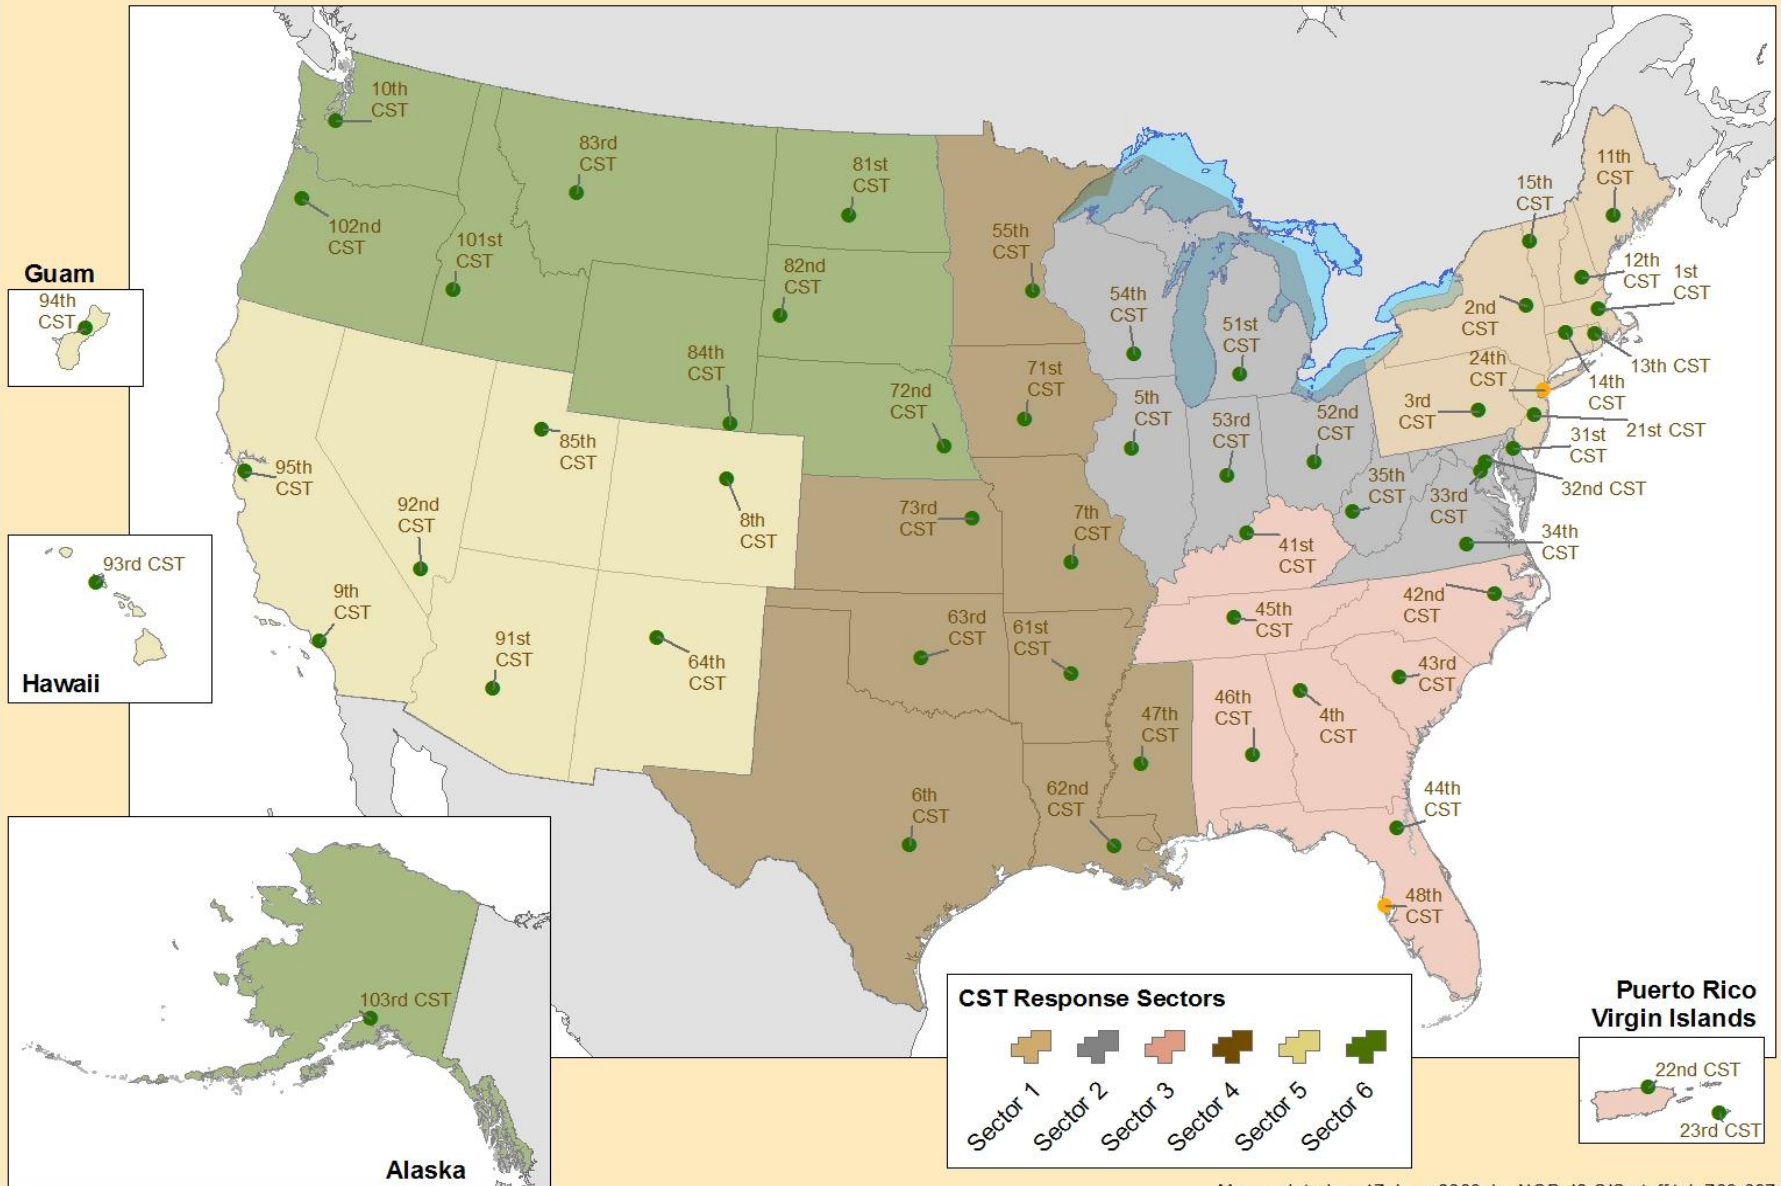 10th
CST
83rd
CST
81st
CST
11th
CST
15th
CST
102nd
CST
101st
CST
55th
CST
12th
CST
1st
CST
Guam
94th
CST
82nd
CST
54th
CST
2nd
CST
51st
CST
84th
CST
24th
CST
13th CST
71st
CST
72nd
CST
14th
CST
5th
CST
3rd
CST
53rd
CST
52nd
CST
21st CST
85th
CST
31st
CST
95th
CST
35th
CST
33rd
CST
32nd CST
92nd
CST
8th
CST
73rd
CST
7th
CST
34th
CST
41st
CST
93rd CST
Hawaii
9th
CST
42nd
CST
45th
CST
63rd
CST
61st
CST
91st
CST
64th
CST
43rd
CST
46th
CST
4th
CST
47th
CST
44th
CST
6th
CST
62nd
CST
48th
CST
103rd CST
Alaska
CST Response Sectors
Sector 1
Sector 2
Sector 3
Sector 4
Sector 5
Sector 6
Puerto Rico
Virgin Islands
22nd CST
23rd CST